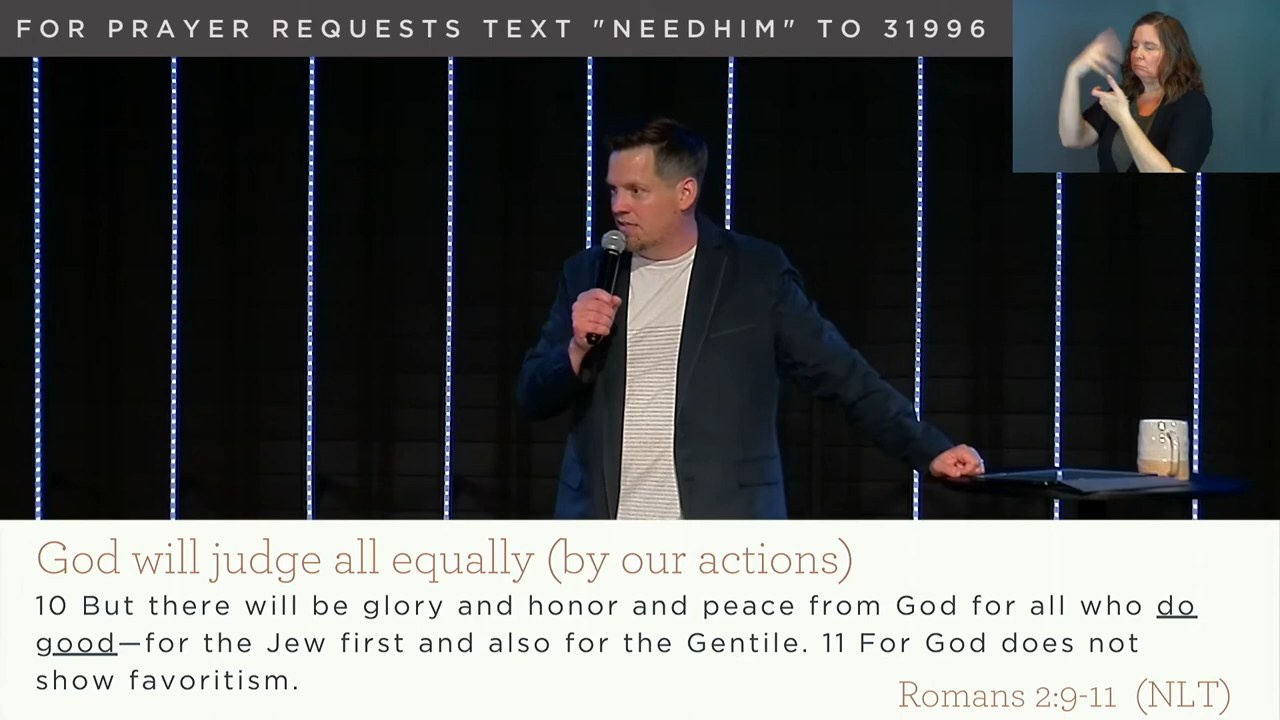 FOR PRAYER REQUESTS TEXT "NEEDHIM" TO 31996
God will judge all equally (by our actions)
10 But there will be glory and honor and peace from God for all who do
good—for the Jew first and also for the Gentile. 11 For God does not
show favoritism.
Romans 2:9-11 (NLT)